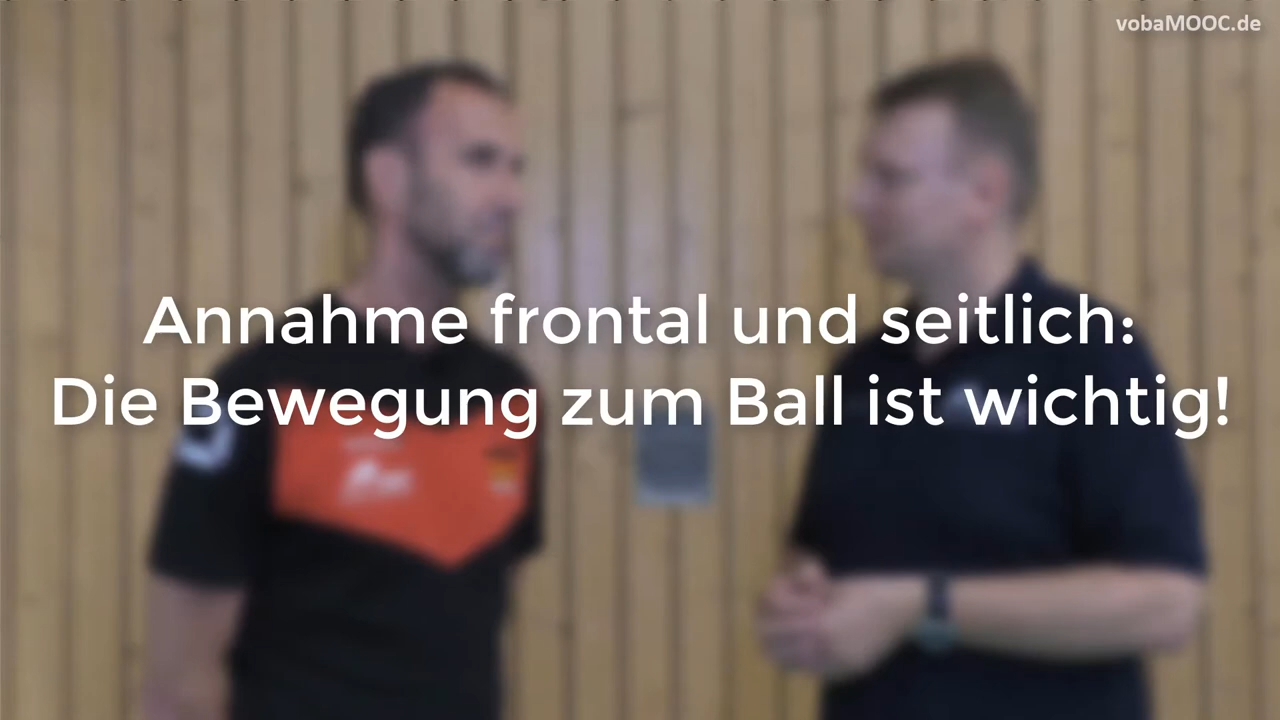 vobaMOOC.de
Annahme frontal und seitlich:
Die Bewegung zum Ball ist wichtig!